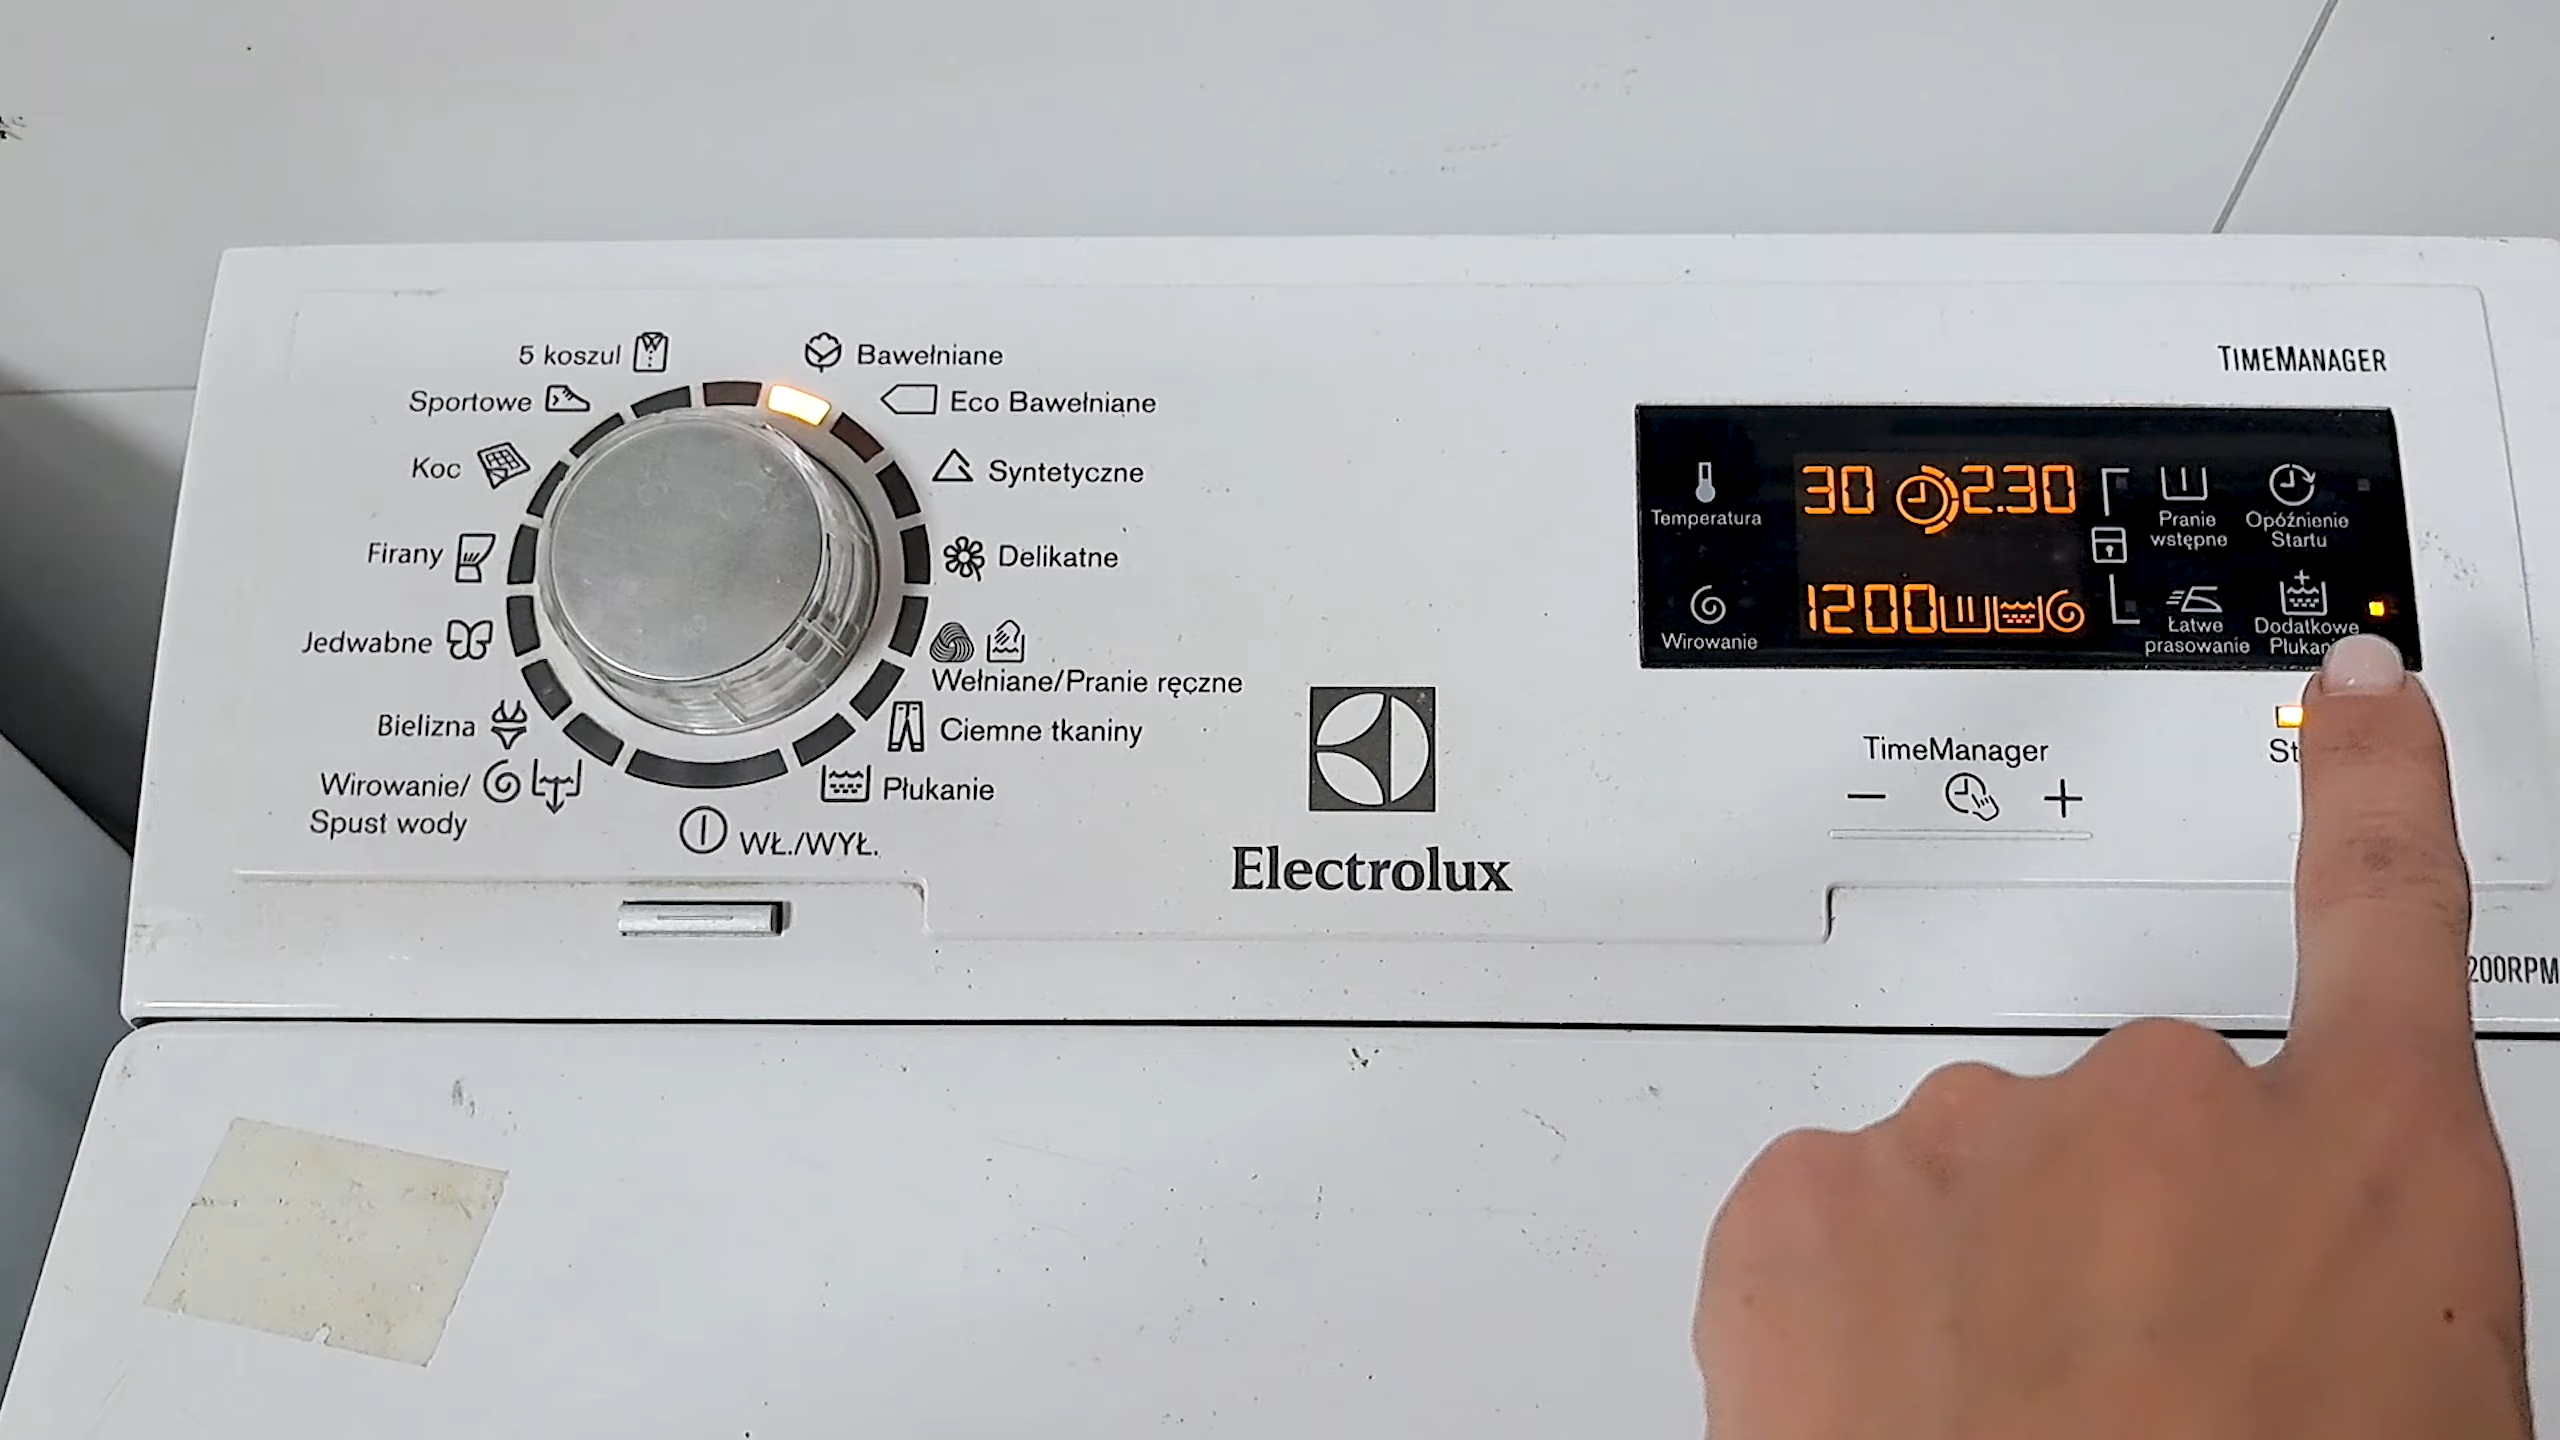 5 koszul
Sportowe
Koc
Firany
Jedwabne
Bielizna
Wirowanie/
Spust wody
WŁ./WYŁ.
Bawełniane
Eco Bawełniane
Syntetyczne
Delikatne
Wełniane/Pranie ręczne
Ciemne tkaniny
Płukanie
Electrolux
TIMEMANAGER
Temperatura
30 2.30
Pranie
wstępne
Opóźnienie
Startu
Wirowanie
1200
Łatwe
prasowanie
Dodatkowe
TimeManager
- +
200RPM